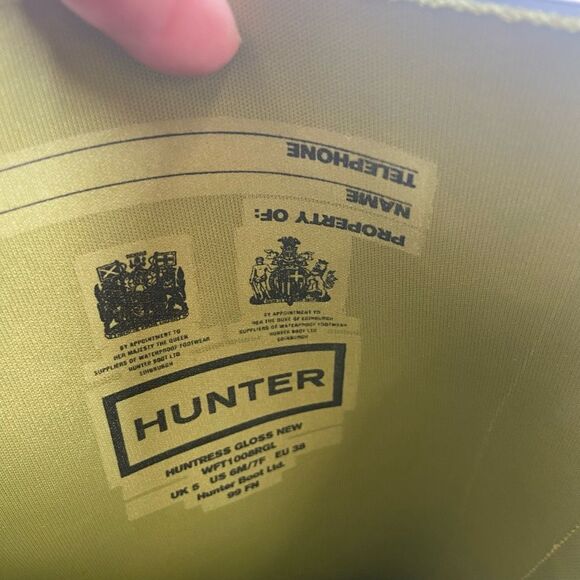 TELEPHONE
NAME
PROPERTY OF:
BY APPOINTMENT TO
HER MAJESTY THE QUEEN
SUPPLIERS OF WATERPROOF FOOTWEAR
HUNTER BOOT LTD
EDINBURGH
BY APPOINTMENT TO
HRH THE DUKE OF EDINBURGH
SUPPLIERS OF WATERPROOF FOOTWEAR
HUNTER BOOT LTD
EDINBURGH
HUNTER
HUNTRESS GLOSS NEW
WFT1008RGL
UK 5 US 6M/7F EU 38
Hunter Boot Ltd.
99 FN